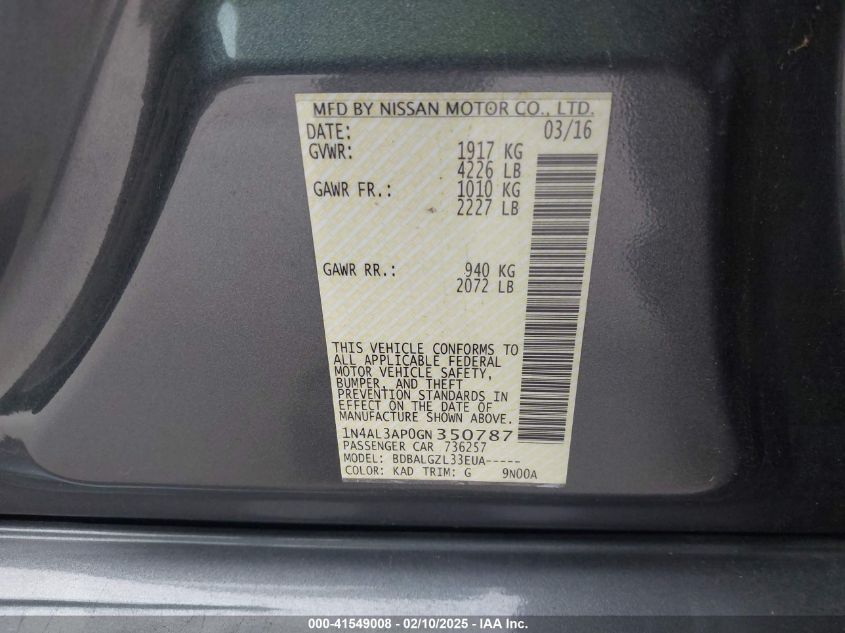 MFD BY NISSAN MOTOR CO., LTD.
DATE: 03/16
GVWR: 1917 KG
4226 LB
GAWR FR.: 1010 KG
2227 LB
GAWR RR.: 940 KG
2072 LB
THIS VEHICLE CONFORMS TO
ALL APPLICABLE FEDERAL
MOTOR VEHICLE SAFETY,
BUMPER, AND THEFT
PREVENTION STANDARDS IN
EFFECT ON THE DATE OF
MANUFACTURE SHOWN ABOVE.
1N4AL3AP0GN350787
PASSENGER CAR 736257
MODEL: BDBALGZL33EUA-----
COLOR: KAD TRIM: G 9N00A
000-41549008 - 02/10/2025 - IAA Inc.